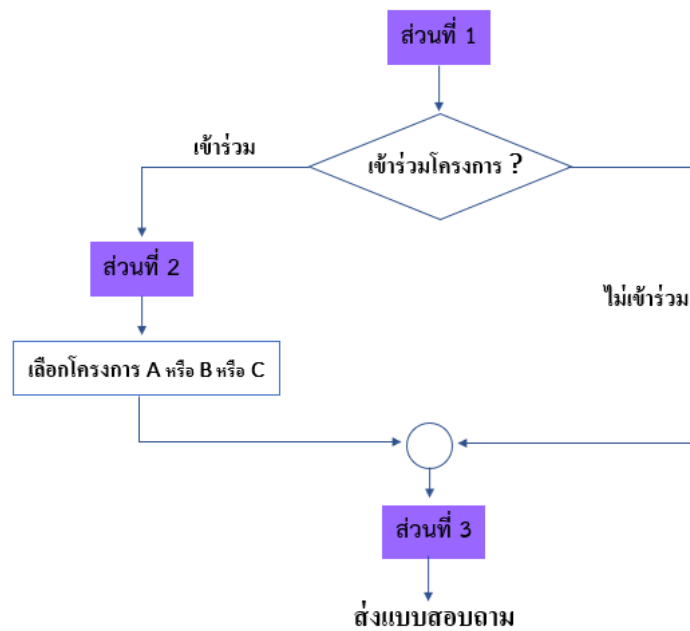 ส่วนที่ 1
เข้าร่วม
เข้าร่วมโครงการ ?
ส่วนที่ 2
ไม่เข้าร่วม
เลือกโครงการ A หรือ B หรือ C
ส่วนที่ 3
ส่งแบบสอบถาม